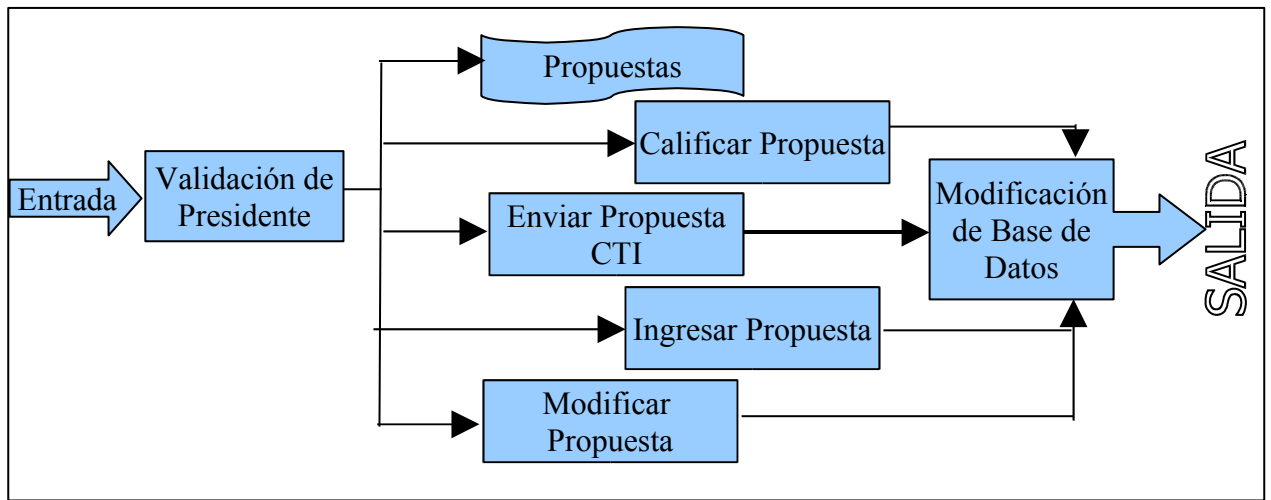 Entrada
Validación de
Presidente
Propuestas
Calificar Propuesta
Enviar Propuesta
CTI
Ingresar Propuesta
Modificar
Propuesta
Modificación
de Base de
Datos
SALIDA